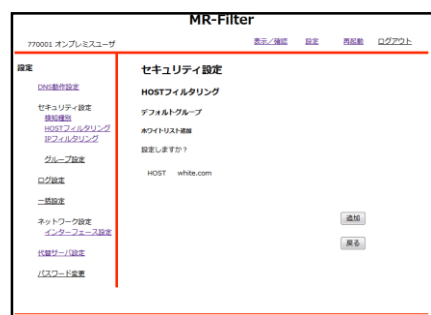 MR-Filter
770001 オンプレミスユーザ
表示／確認 設定 再起動 ログアウト
設定
DNS動作設定
セキュリティ設定
検知種別
HOSTフィルタリング
IPフィルタリング
グループ設定
ログ設定
一括設定
ネットワーク設定
インターフェース設定
代替サーバ設定
パスワード変更
セキュリティ設定
HOSTフィルタリング
デフォルトグループ
ホワイトリスト追加
設定しますか？
HOST white.com
追加
戻る